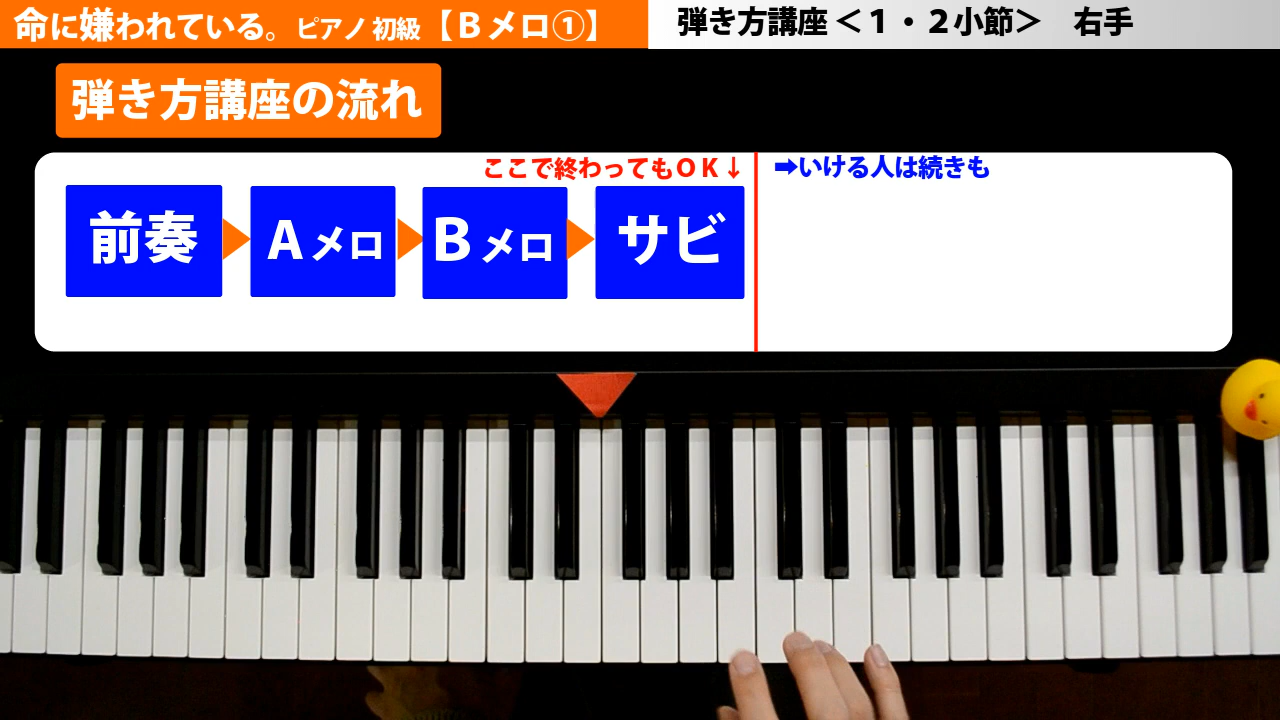 命に嫌われている。ピアノ 初級【Ｂメロ①】
弾き方講座 ＜１・２小節＞　右手
弾き方講座の流れ
ここで終わってもＯＫ↓
➡いける人は続きも
前奏
Ａメロ
Ｂメロ
サビ